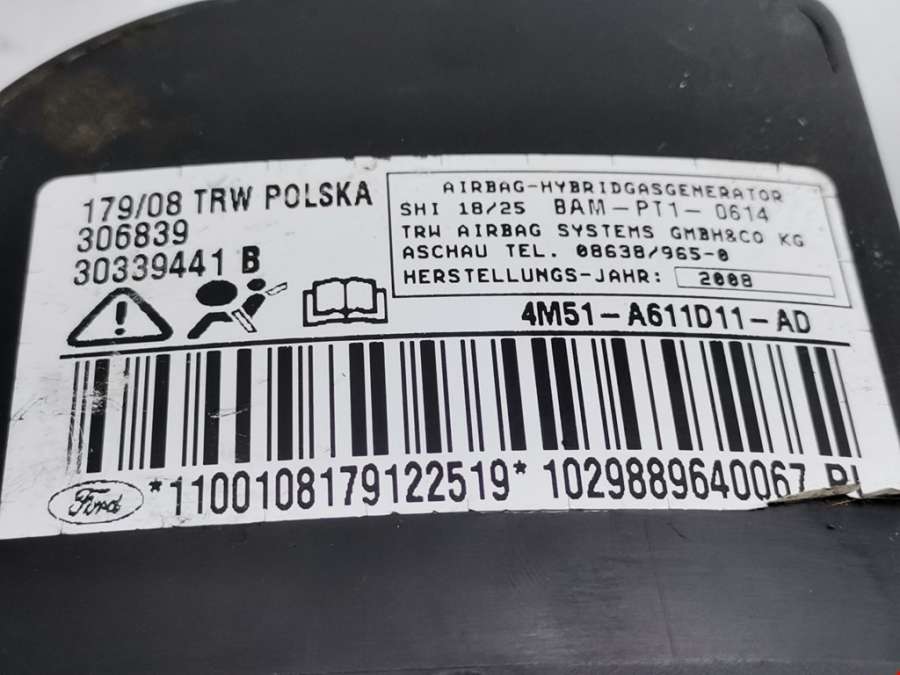 179/08 TRW POLSKA
306839
30339441 B
AIRBAG-HYBRIDGASGENERATOR
SHI 18/25 BAM-PT1-0614
TRW AIRBAG SYSTEMS GMBH&CO KG
ASCHAU TEL. 08638/965-0
HERSTELLUNGS-JAHR: 2008
4M51-A611D11-AD
Ford *1100108179122519* 1029889640067